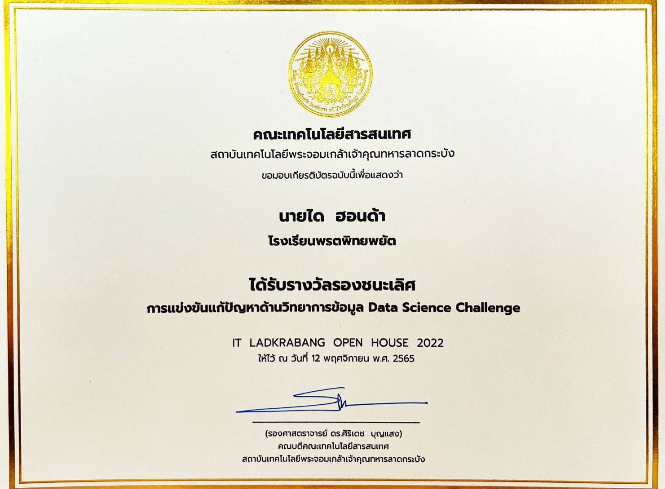 คณะเทคโนโลยีสารสนเทศ
สถาบันเทคโนโลยีพระจอมเกล้าเจ้าคุณทหารลาดกระบัง
ขอมอบเกียรติบัตรฉบับนี้เพื่อแสดงว่า
นายได ฮอนด้า
โรงเรียนพรตพิทยพยัต
ได้รับรางวัลรองชนะเลิศ
การแข่งขันแก้ปัญหาด้านวิทยาการข้อมูล Data Science Challenge
IT LADKRABANG OPEN HOUSE 2022
ให้ไว้ ณ วันที่ 12 พฤศจิกายน พ.ศ. 2565
(รองศาสตราจารย์ ดร.ศิริเดช บุญแสง)
คณบดีคณะเทคโนโลยีสารสนเทศ
สถาบันเทคโนโลยีพระจอมเกล้าเจ้าคุณทหารลาดกระบัง